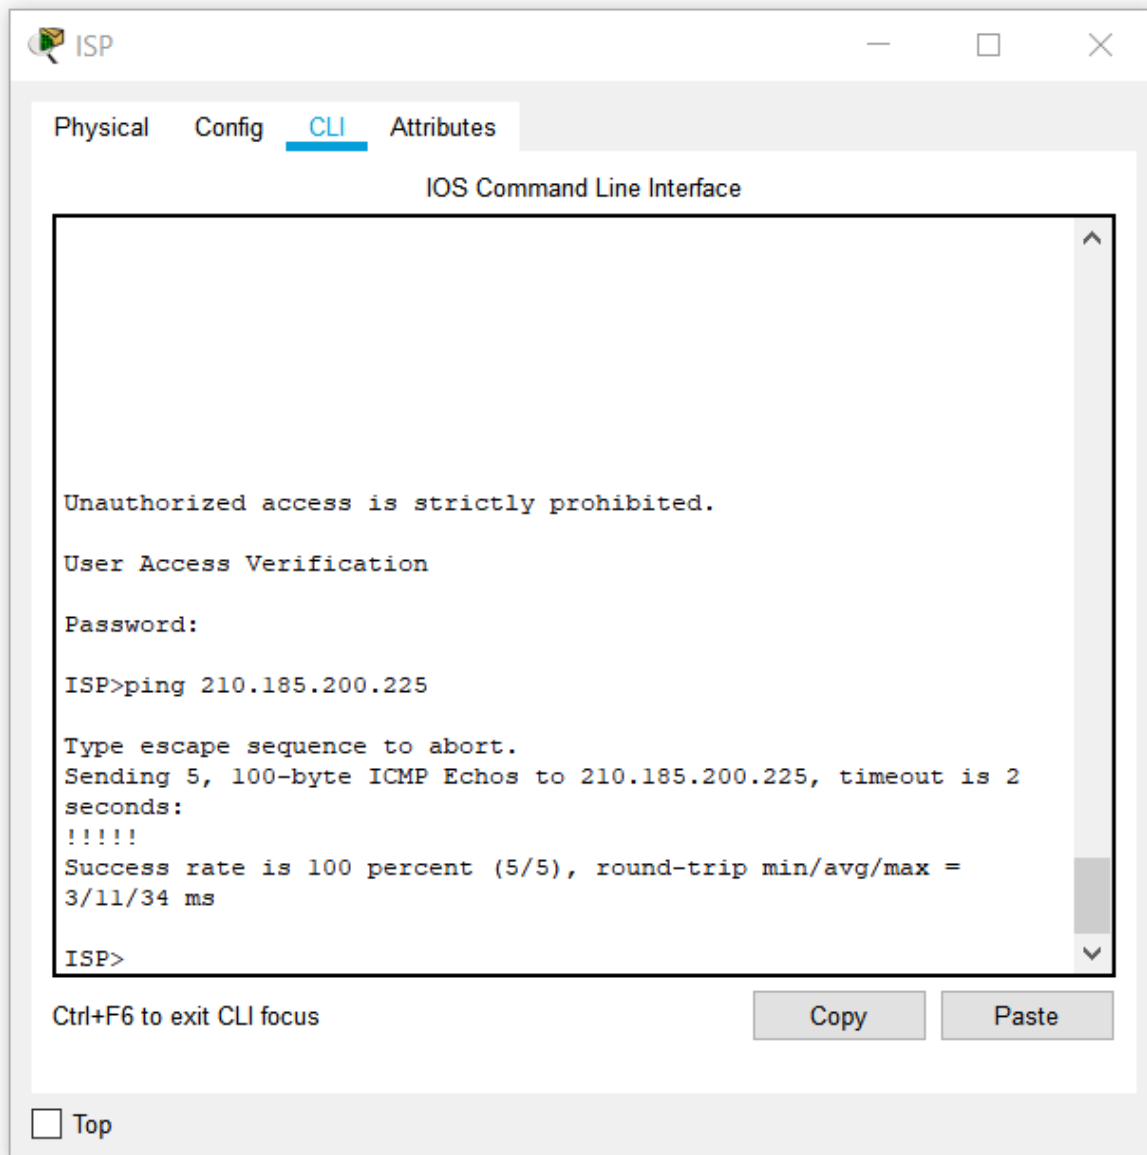 ISP
Physical Config CLI Attributes
IOS Command Line Interface
Unauthorized access is strictly prohibited.
User Access Verification
Password:
ISP>ping 210.185.200.225
Type escape sequence to abort.
Sending 5, 100-byte ICMP Echos to 210.185.200.225, timeout is 2
seconds:
!!!!!
Success rate is 100 percent (5/5), round-trip min/avg/max =
3/11/34 ms
ISP>
Ctrl+F6 to exit CLI focus
Copy Paste
Top